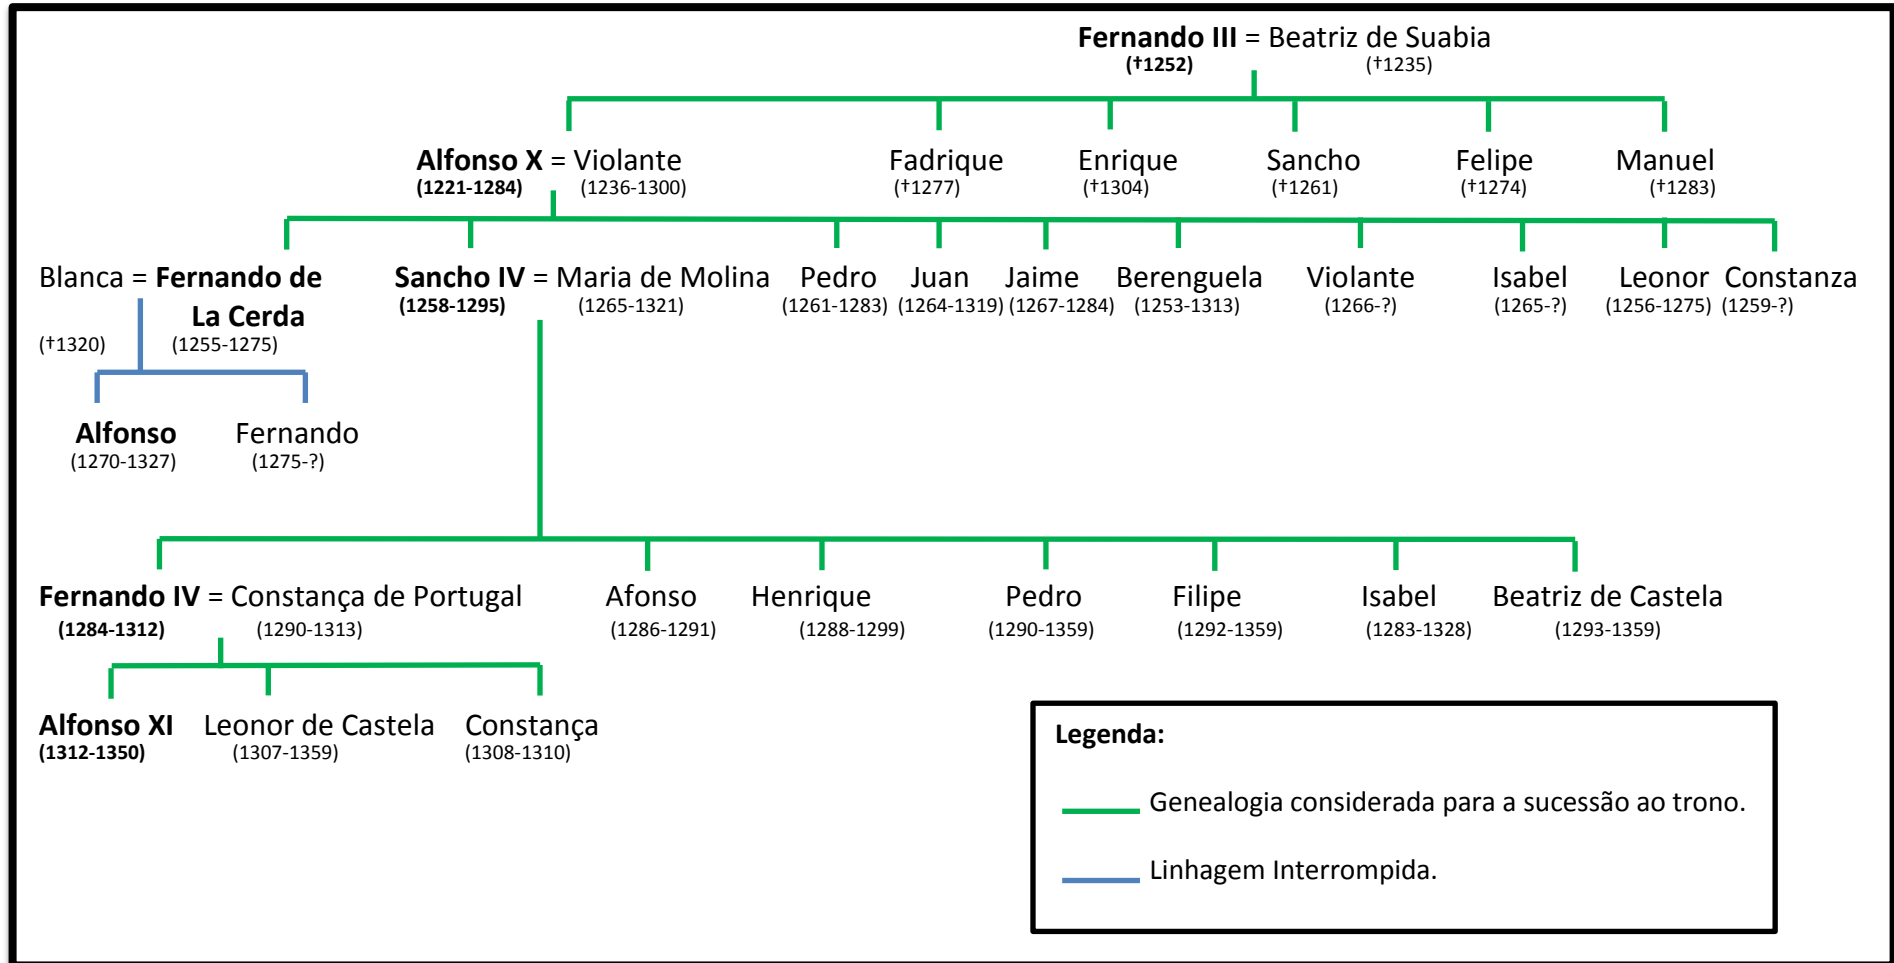 Fernando III = Beatriz de Suabia
(†1252) (†1235)
Alfonso X = Violante Fadrique Enrique Sancho Felipe Manuel
(1221-1284) (1236-1300) (†1277) (†1304) (†1261) (†1274) (†1283)
Blanca = Fernando de Sancho IV = Maria de Molina Pedro Juan Jaime Berenguela Violante Isabel Leonor Constanza
(1258-1295) (1265-1321) (1261-1283) (1264-1319) (1267-1284) (1253-1313) (1266-?) (1265-?) (1256-1275) (1259-?)
La Cerda
(†1320) (1255-1275)
Alfonso Fernando
(1270-1327) (1275-?)
Fernando IV = Constança de Portugal Afonso Henrique Pedro Filipe Isabel Beatriz de Castela
(1284-1312) (1290-1313) (1286-1291) (1288-1299) (1290-1359) (1292-1359) (1283-1328) (1293-1359)
Alfonso XI Leonor de Castela Constança
(1312-1350) (1307-1359) (1308-1310)
Legenda:
Genealogia considerada para a sucessão ao trono.
Linhagem Interrompida.